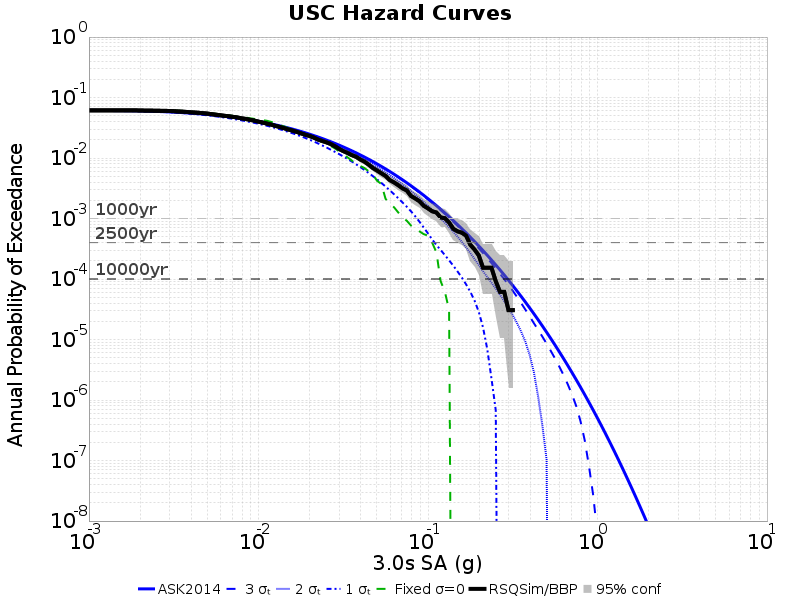 USC Hazard Curves
Annual Probability of Exceedance
10^0
10^-1
10^-2
10^-3
10^-4
10^-5
10^-6
10^-7
10^-8
1000yr
2500yr
10000yr
10^-3 10^-2 10^-1 10^0 10^1
3.0s SA (g)
ASK2014 3 σₜ 2 σₜ 1 σₜ Fixed σ=0 RSQSim/BBP 95% conf